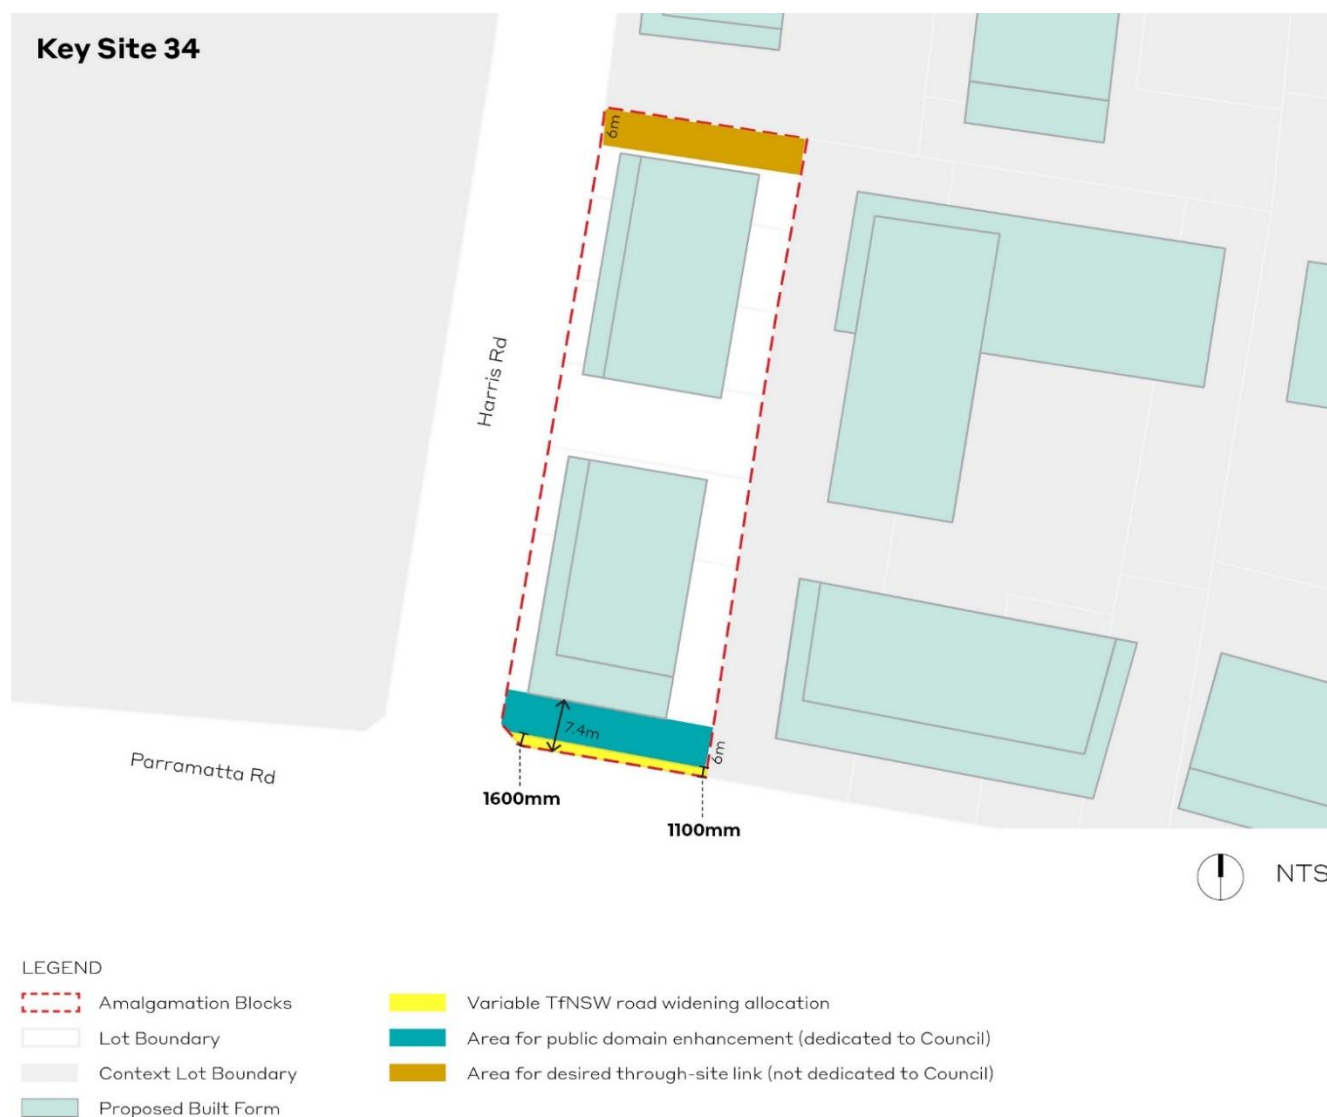 Key Site 34
6m
Harris Rd
7.4m
6m
Parramatta Rd
1600mm
1100mm
NTS
LEGEND
Amalgamation Blocks
Lot Boundary
Context Lot Boundary
Proposed Built Form
Variable TfNSW road widening allocation
Area for public domain enhancement (dedicated to Council)
Area for desired through-site link (not dedicated to Council)